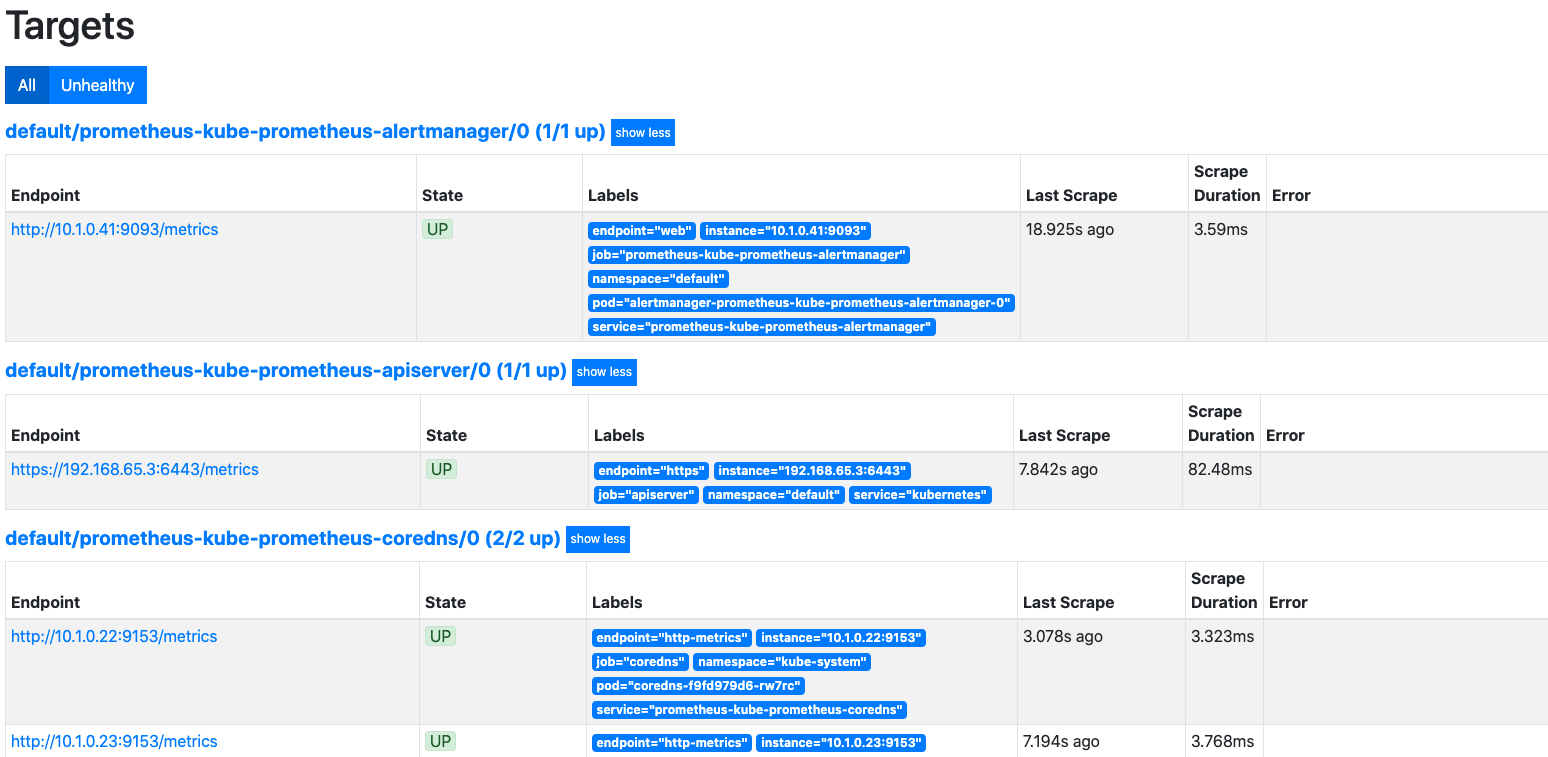 Targets
All Unhealthy
default/prometheus-kube-prometheus-alertmanager/0 (1/1 up) show less
Endpoint State Labels Last Scrape Scrape Duration Error
http://10.1.0.41:9093/metrics UP endpoint="web" instance="10.1.0.41:9093" 18.925s ago 3.59ms
job="prometheus-kube-prometheus-alertmanager"
namespace="default"
pod="alertmanager-prometheus-kube-prometheus-alertmanager-0"
service="prometheus-kube-prometheus-alertmanager"
default/prometheus-kube-prometheus-apiserver/0 (1/1 up) show less
Endpoint State Labels Last Scrape Scrape Duration Error
https://192.168.65.3:6443/metrics UP endpoint="https" instance="192.168.65.3:6443" 7.842s ago 82.48ms
job="apiserver" namespace="default" service="kubernetes"
default/prometheus-kube-prometheus-coredns/0 (2/2 up) show less
Endpoint State Labels Last Scrape Scrape Duration Error
http://10.1.0.22:9153/metrics UP endpoint="http-metrics" instance="10.1.0.22:9153" 3.078s ago 3.323ms
job="coredns" namespace="kube-system"
pod="coredns-f9fd979d6-rw7rc"
service="prometheus-kube-prometheus-coredns"
http://10.1.0.23:9153/metrics UP endpoint="http-metrics" instance="10.1.0.23:9153" 7.194s ago 3.768ms